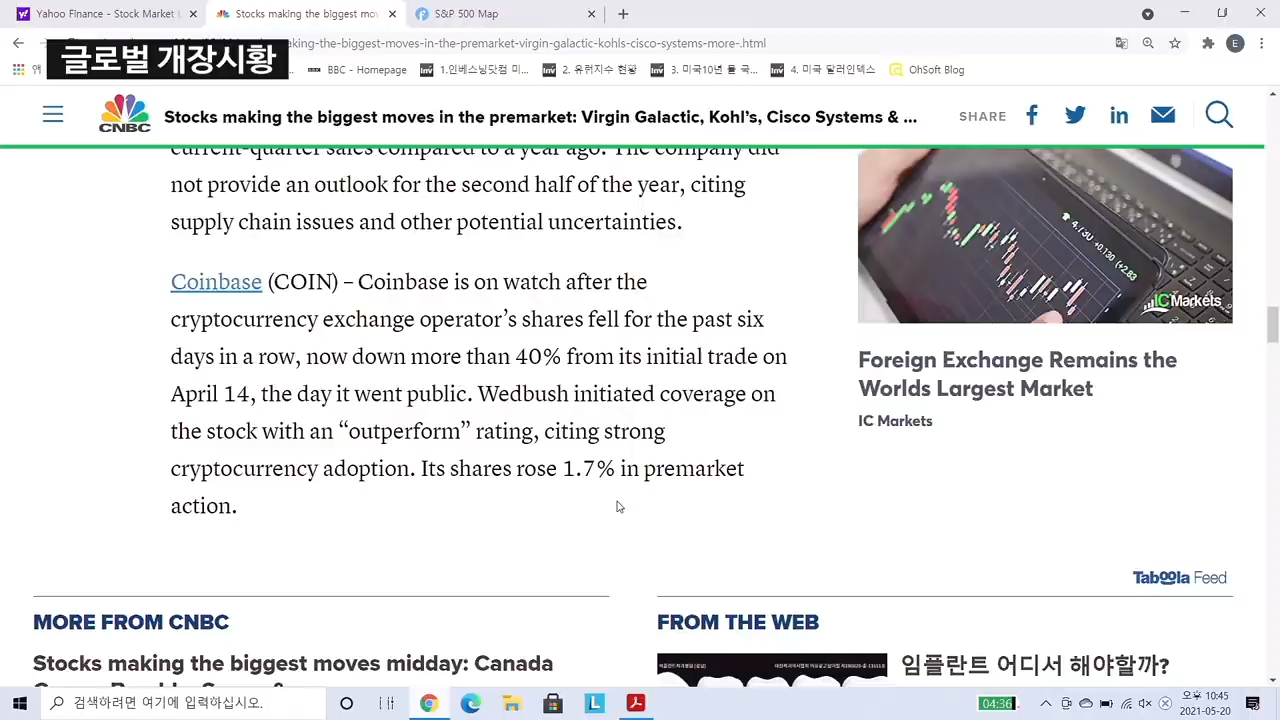 Yahoo Finance - Stock Market
Stocks making the biggest mov
S&P 500 Map
글로벌 개장시황
making-the-biggest-moves-in-the-premarket-virgin-galactic-kohls-cisco-systems-more-.html
E
BBC - Homepage
1.인베스팅닷컴 미...
2. 유런지수 현황
3. 미국10년 물 국...
4. 미국 달러인덱스
OhSoft Blog
CNBC
Stocks making the biggest moves in the premarket: Virgin Galactic, Kohl's, Cisco Systems & ...
SHARE
current-quarter sales compared to a year ago. The company did
not provide an outlook for the second half of the year, citing
supply chain issues and other potential uncertainties.
Coinbase (COIN) – Coinbase is on watch after the
cryptocurrency exchange operator’s shares fell for the past six
days in a row, now down more than 40% from its initial trade on
April 14, the day it went public. Wedbush initiated coverage on
the stock with an “outperform” rating, citing strong
cryptocurrency adoption. Its shares rose 1.7% in premarket
action.
IC Markets
Foreign Exchange Remains the
Worlds Largest Market
IC Markets
Taboola Feed
MORE FROM CNBC
FROM THE WEB
Stocks making the biggest moves midday: Canada
임플란트 어디서 해야할까?
검색하려면 여기에 입력하십시오.
04:36
오후 10:45
2021-05-20